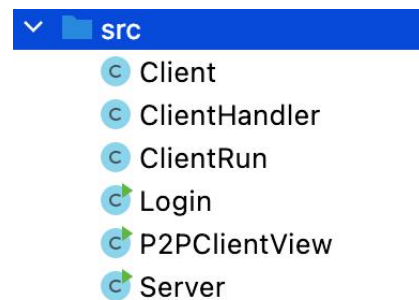 src
C Client
C ClientHandler
C ClientRun
C Login
C P2PClientView
C Server